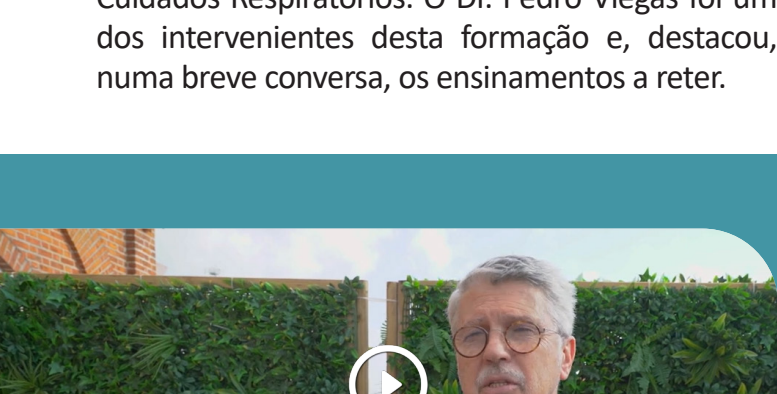 Cuidados Respiratórios. O Dr. Pedro Viegas foi um
dos intervenientes desta formação e, destacou,
numa breve conversa, os ensinamentos a reter.